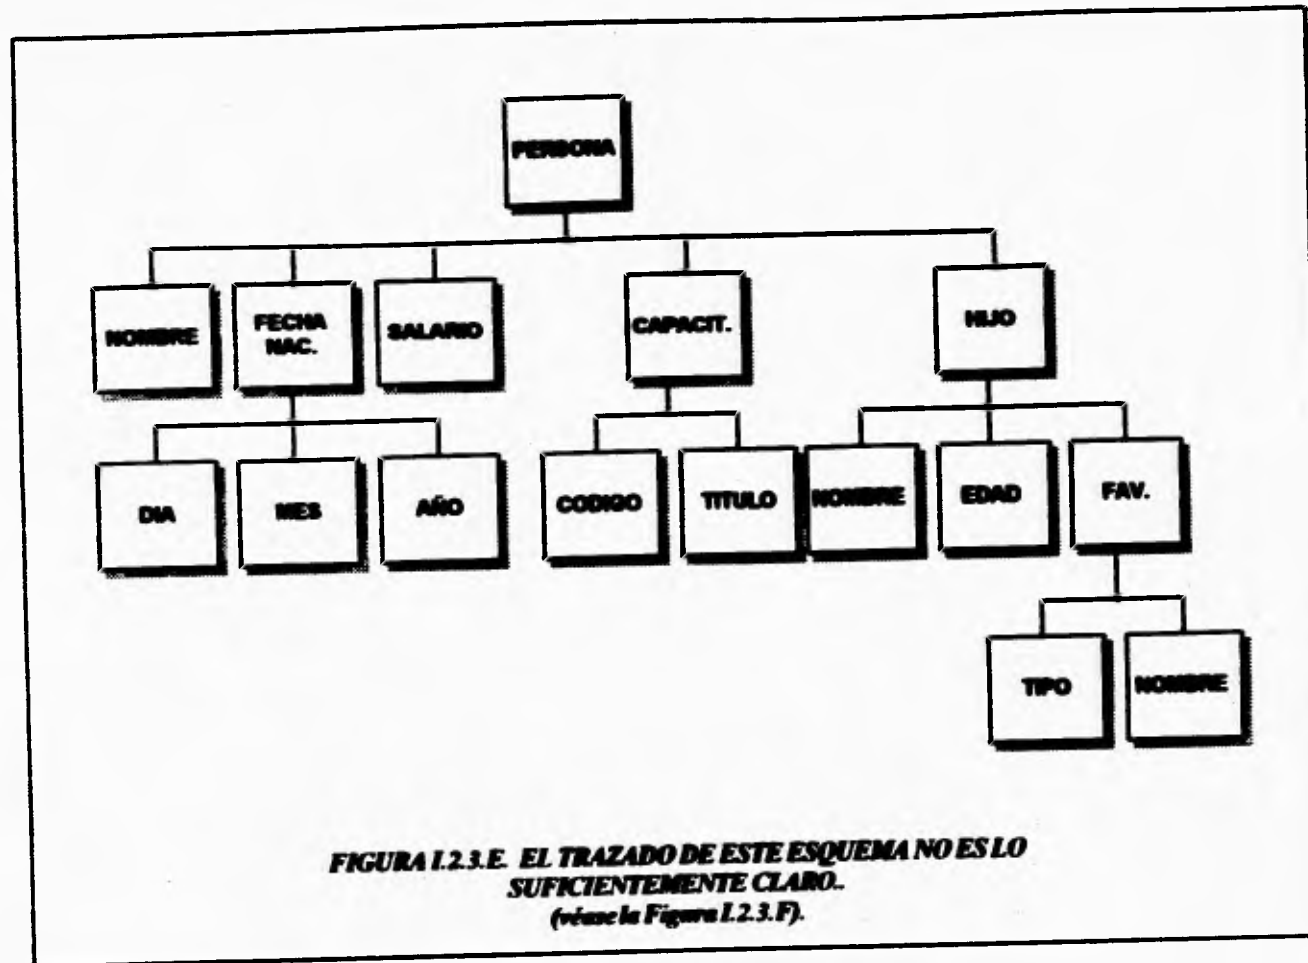 PERSONA
NOMBRE
FECHA
NAC.
SALARIO
CAPACIT.
HIJO
DIA
MES
AÑO
CODIGO
TITULO
NOMBRE
EDAD
FAV.
TIPO
NOMBRE
FIGURA I.2.3.E. EL TRAZADO DE ESTE ESQUEMA NO ES LO
SUFICIENTEMENTE CLARO..
(véase la Figura I.2.3.F).